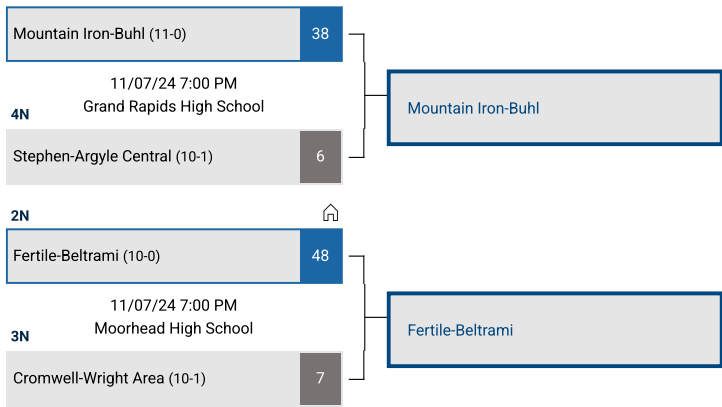 Mountain Iron-Buhl (11-0) 38
11/07/24 7:00 PM
Grand Rapids High School
4N
Stephen-Argyle Central (10-1) 6
Mountain Iron-Buhl
2N
Fertile-Beltrami (10-0) 48
11/07/24 7:00 PM
Moorhead High School
3N
Cromwell-Wright Area (10-1) 7
Fertile-Beltrami